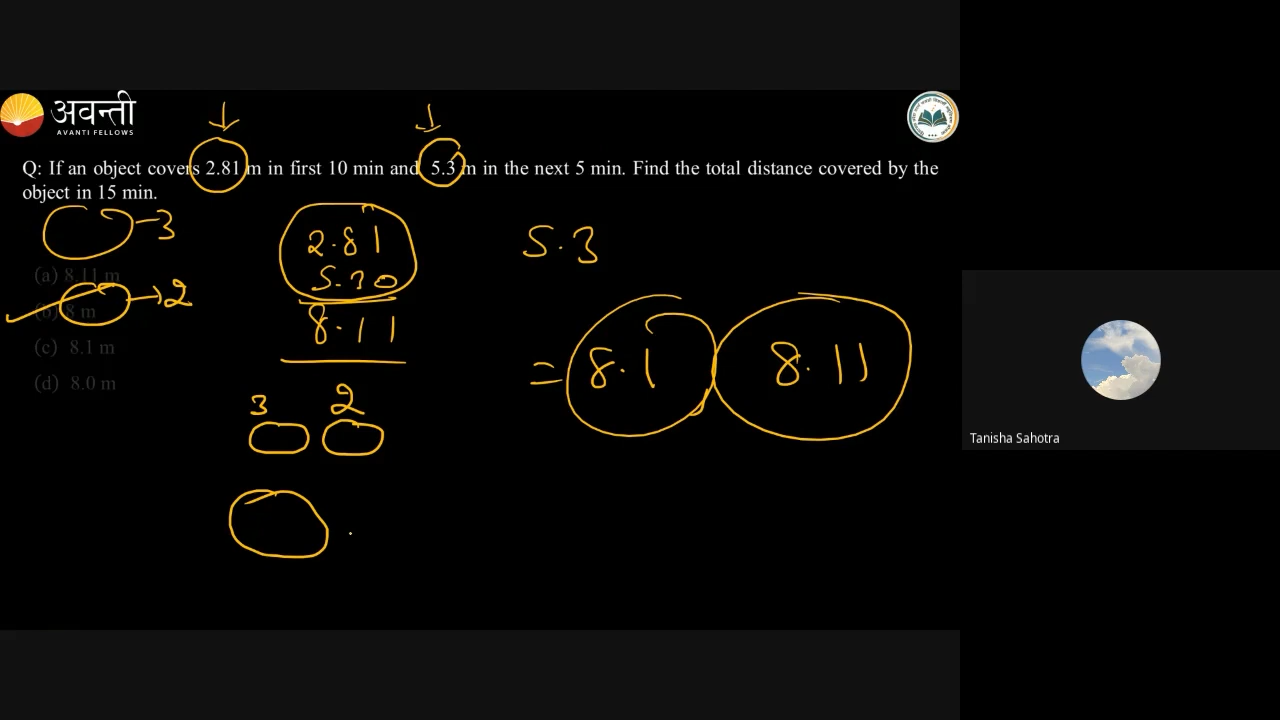 अवन्ती
AVANTI FELLOWS
Q: If an object covers 2.81 m in first 10 min and 5.3 m in the next 5 min. Find the total distance covered by the
object in 15 min.
3
(a) 8.11 m
2
(b) 8 m
(c) 8.1 m
(d) 8.0 m
2.81
5.30
8.11
3 2
5.3
= 8.1 8.11
Tanisha Sahotra